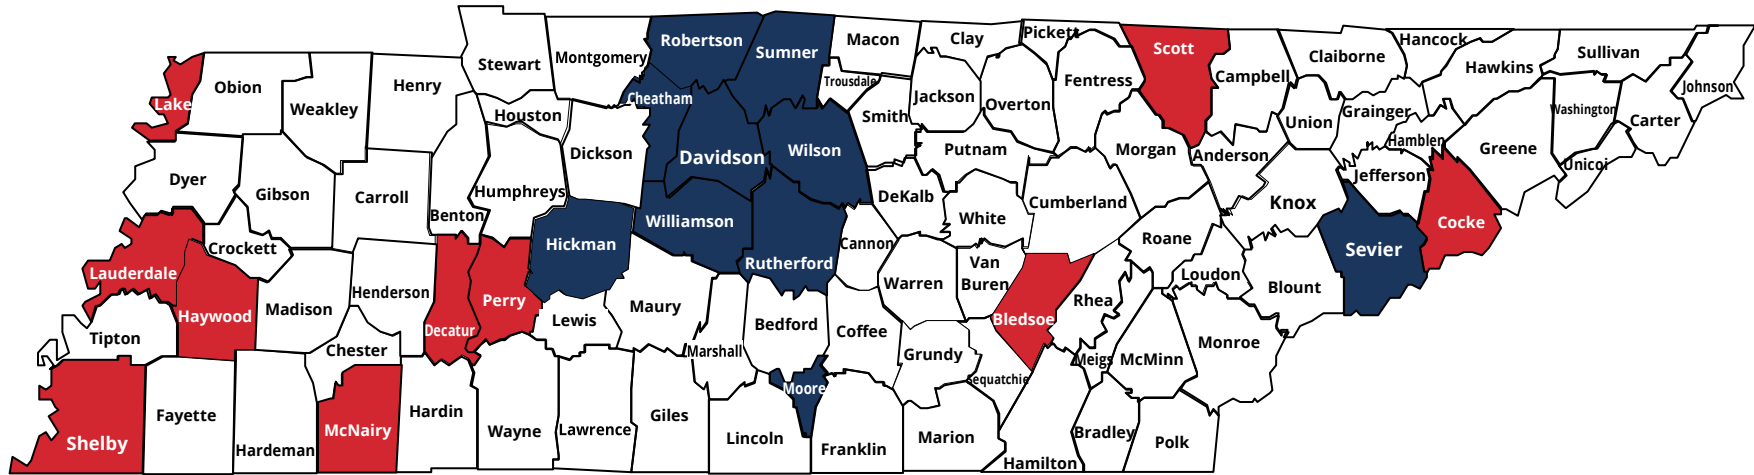 Pickett
Clay
Macon
Hancock
Robertson
Scott
Sumner
Sullivan
Claiborne
Montgomery
Stewart
Hawkins
Campbell
Fentress
Trousdale
Henry
Obion
Johnson
Jackson
Cheatham
Lake
Overton
Weakley
Washington
Grainger
Houston
Smith
Carter
Union
Hamblen
Greene
Putnam
Morgan
Wilson
Dickson
Anderson
Davidson
Unicoi
Jefferson
Dyer
Humphreys
Gibson
DeKalb
Carroll
Cumberland
Knox
Benton
White
Williamson
Cocke
Roane
Cannon
Hickman
Crockett
Sevier
Van
Buren
Rutherford
Lauderdale
Loudon
Warren
Blount
Henderson
Perry
Rhea
Maury
Madison
Haywood
Bledsoe
Lewis
Bedford
Decatur
Coffee
Tipton
Monroe
Chester
Marshall
Grundy
Meigs
McMinn
Sequatchie
Moore
Hardin
Fayette
Giles
Lawrence
Wayne
McNairy
Bradley
Marion
Lincoln
Shelby
Polk
Franklin
Hardeman
Hamilton